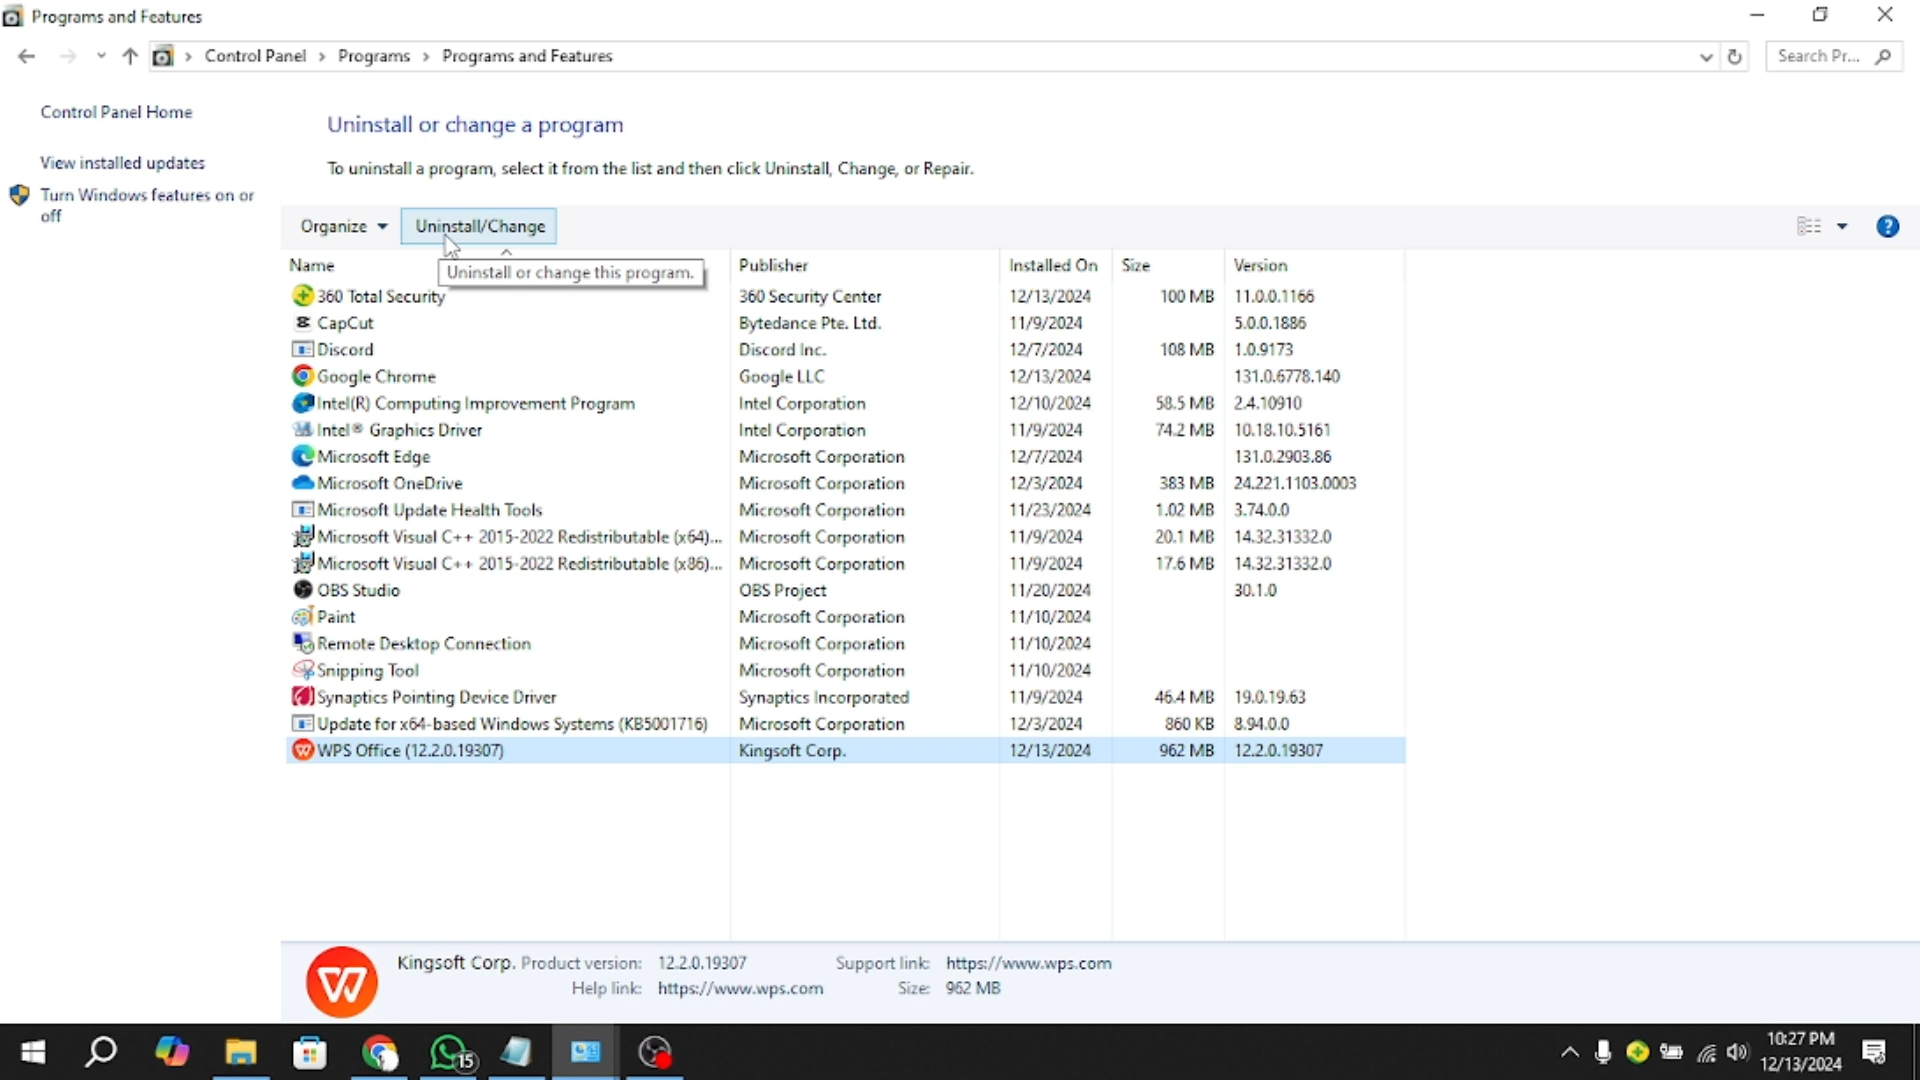 Programs and Features
Control Panel > Programs > Programs and Features
Search Pr...
Control Panel Home
View installed updates
Turn Windows features on or
off
Uninstall or change a program
To uninstall a program, select it from the list and then click Uninstall, Change, or Repair.
Organize Uninstall/Change
Uninstall or change this program.
Name Publisher Installed On Size Version
360 Total Security 360 Security Center 12/13/2024 100 MB 11.0.0.1166
CapCut Bytedance Pte. Ltd. 11/9/2024 5.0.0.1886
Discord Discord Inc. 12/7/2024 108 MB 1.0.9173
Google Chrome Google LLC 12/13/2024 131.0.6778.140
Intel(R) Computing Improvement Program Intel Corporation 12/10/2024 58.5 MB 2.4.10910
Intel® Graphics Driver Intel Corporation 11/9/2024 74.2 MB 10.18.10.5161
Microsoft Edge Microsoft Corporation 12/7/2024 131.0.2903.86
Microsoft OneDrive Microsoft Corporation 12/3/2024 383 MB 24.221.1103.0003
Microsoft Update Health Tools Microsoft Corporation 11/23/2024 1.02 MB 3.74.0.0
Microsoft Visual C++ 2015-2022 Redistributable (x64)... Microsoft Corporation 11/9/2024 20.1 MB 14.32.31332.0
Microsoft Visual C++ 2015-2022 Redistributable (x86)... Microsoft Corporation 11/9/2024 17.6 MB 14.32.31332.0
OBS Studio OBS Project 11/20/2024 30.1.0
Paint Microsoft Corporation 11/10/2024
Remote Desktop Connection Microsoft Corporation 11/10/2024
Snipping Tool Microsoft Corporation 11/10/2024
Synaptics Pointing Device Driver Synaptics Incorporated 11/9/2024 46.4 MB 19.0.19.63
Update for x64-based Windows Systems (KB5001716) Microsoft Corporation 12/3/2024 860 KB 8.94.0.0
WPS Office (12.2.0.19307) Kingsoft Corp. 12/13/2024 962 MB 12.2.0.19307
Kingsoft Corp. Product version: 12.2.0.19307 Support link: https://www.wps.com
Help link: https://www.wps.com Size: 962 MB
15
10:27 PM
12/13/2024